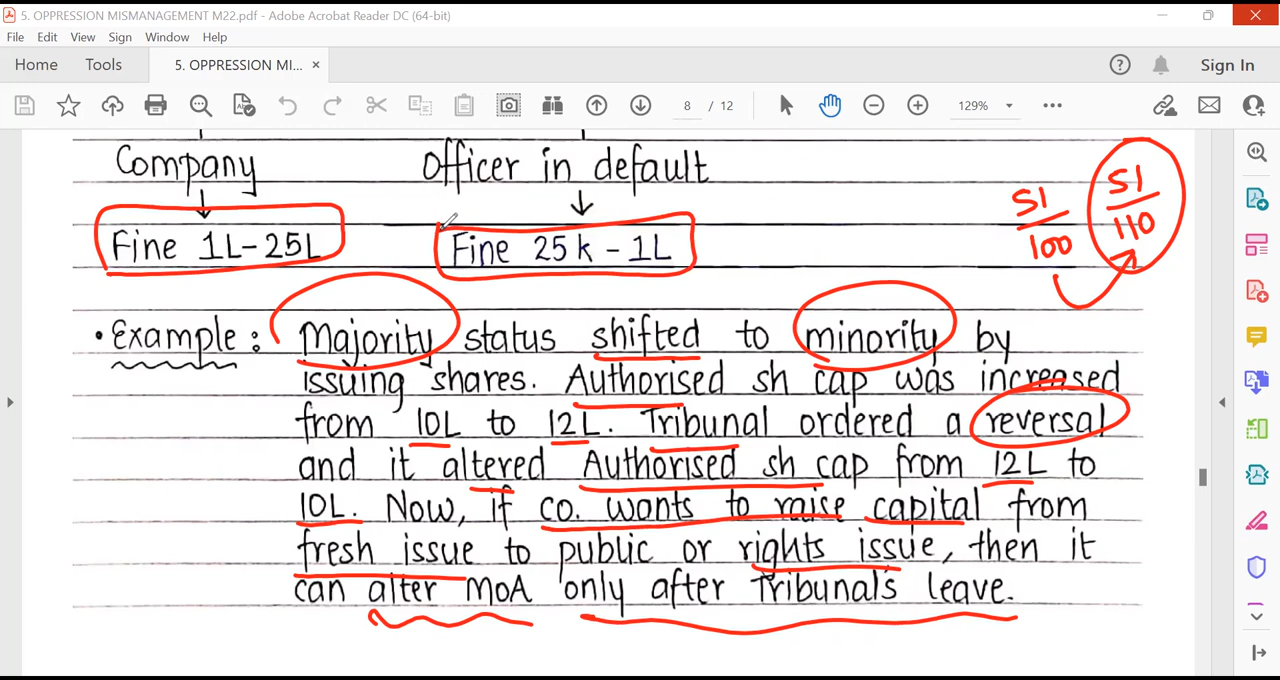 5. OPPRESSION MISMANAGEMENT M22.pdf - Adobe Acrobat Reader DC (64-bit)
File Edit View Sign Window Help
Home Tools 5. OPPRESSION MI... × Sign In
8 / 12 129%
Company Officer in default
Fine 1L-25L Fine 25k - 1L
51/100 51/110
• Example : Majority status shifted to minority by
issuing shares. Authorised sh cap was increased
from 10L to 12L. Tribunal ordered a reversal
and it altered Authorised sh cap from 12L to
10L. Now, if co. wants to raise capital from
fresh issue to public or rights issue, then it
can alter MoA only after Tribunal's leave.